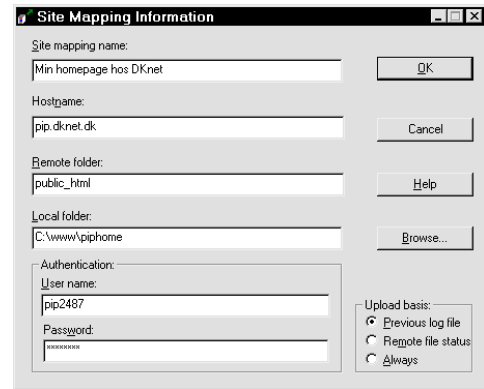 Site Mapping Information
Site mapping name:
Min homepage hos DKnet
OK
Hostname:
pip.dknet.dk
Cancel
Remote folder:
public_html
Help
Local folder:
C:\www\piphome
Browse...
Authentication:
User name:
pip2487
Password:
********
Upload basis:
Previous log file
Remote file status
Always